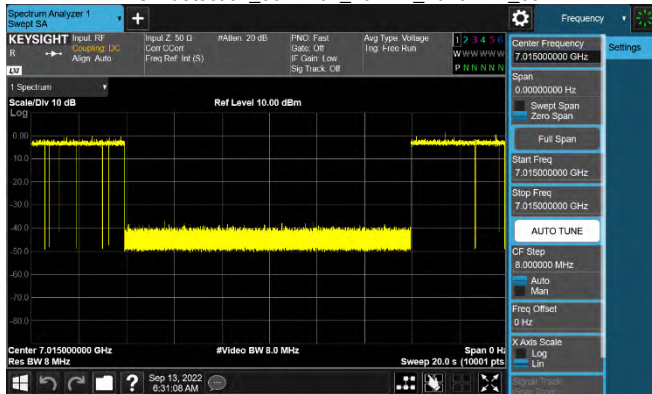 Spectrum Analyzer 1
Swept SA
Frequency
KEYSIGHT
R
Input: RF
Coupling: DC
Align: Auto
Input Z: 50 Ω
Corr CCorr
Freq Ref: Int (S)
#Atten: 20 dB
PNO: Fast
Gate: Off
IF Gain: Low
Sig Track: Off
Avg Type: Voltage
Trig: Free Run
1 2 3 4 5 6
W W W W W W
P N N N N N
LXI
1 Spectrum
Scale/Div 10 dB
Ref Level 10.00 dBm
Log
0.00
-10.0
-20.0
-30.0
-40.0
-50.0
-60.0
-70.0
-80.0
Center 7.015000000 GHz
#Video BW 8.0 MHz
Span 0 Hz
Res BW 8 MHz
Sweep 20.0 s (10001 pts
Sep 13, 2022
6:31:08 AM
Center Frequency
7.015000000 GHz
Settings
Span
0.00000000 Hz
Swept Span
Zero Span
Full Span
Start Freq
7.015000000 GHz
Stop Freq
7.015000000 GHz
AUTO TUNE
CF Step
8.000000 MHz
Auto
Man
Freq Offset
0 Hz
X Axis Scale
Log
Lin
Signal Track